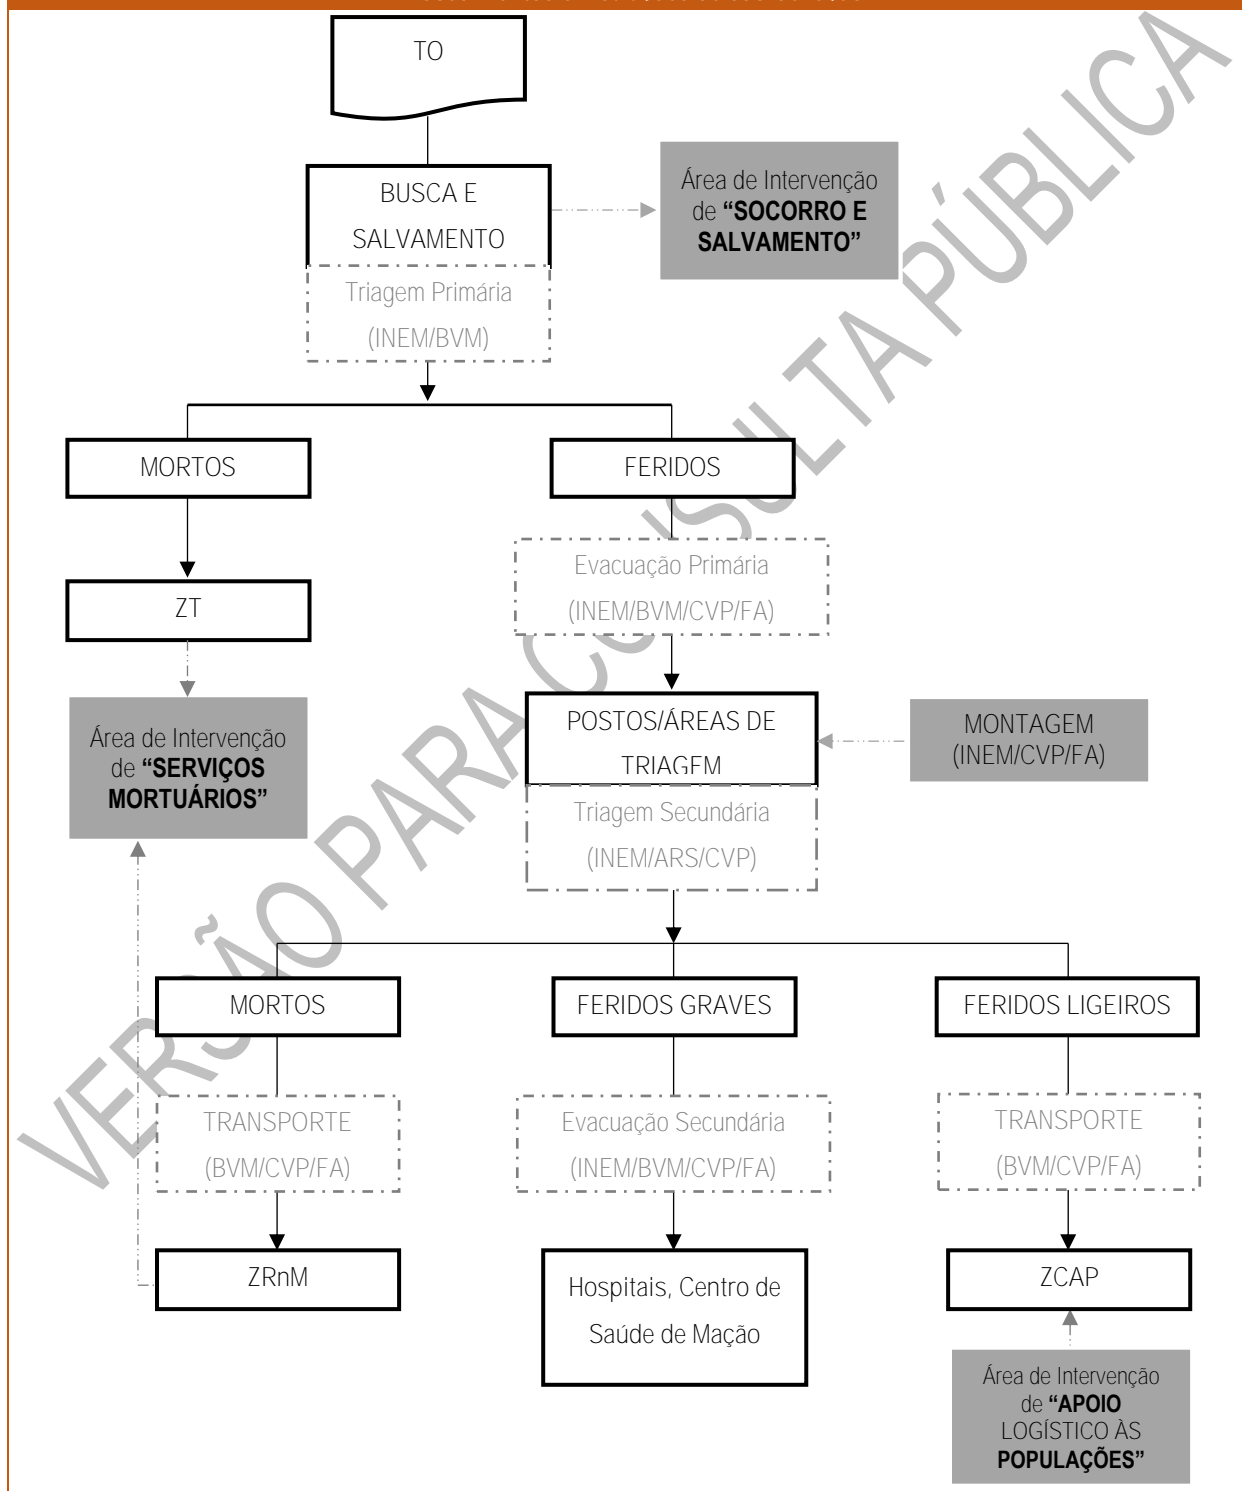 TO
BUSCA E
SALVAMENTO
Triagem Primária
(INEM/BVM)
Área de Intervenção
de “SOCORRO E
SALVAMENTO”
MORTOS
FERIDOS
ZT
Evacuação Primária
(INEM/BVM/CVP/FA)
Área de Intervenção
de “SERVIÇOS
MORTUÁRIOS”
POSTOS/ÁREAS DE
TRIAGEM
MONTAGEM
(INEM/CVP/FA)
Triagem Secundária
(INEM/ARS/CVP)
MORTOS
FERIDOS GRAVES
FERIDOS LIGEIROS
TRANSPORTE
(BVM/CVP/FA)
Evacuação Secundária
(INEM/BVM/CVP/FA)
TRANSPORTE
(BVM/CVP/FA)
ZRnM
Hospitais, Centro de
Saúde de Mação
ZCAP
Área de Intervenção
de “APOIO
LOGÍSTICO ÀS
POPULAÇÕES”
VERSÃO PARA CONSULTA PÚBLICA